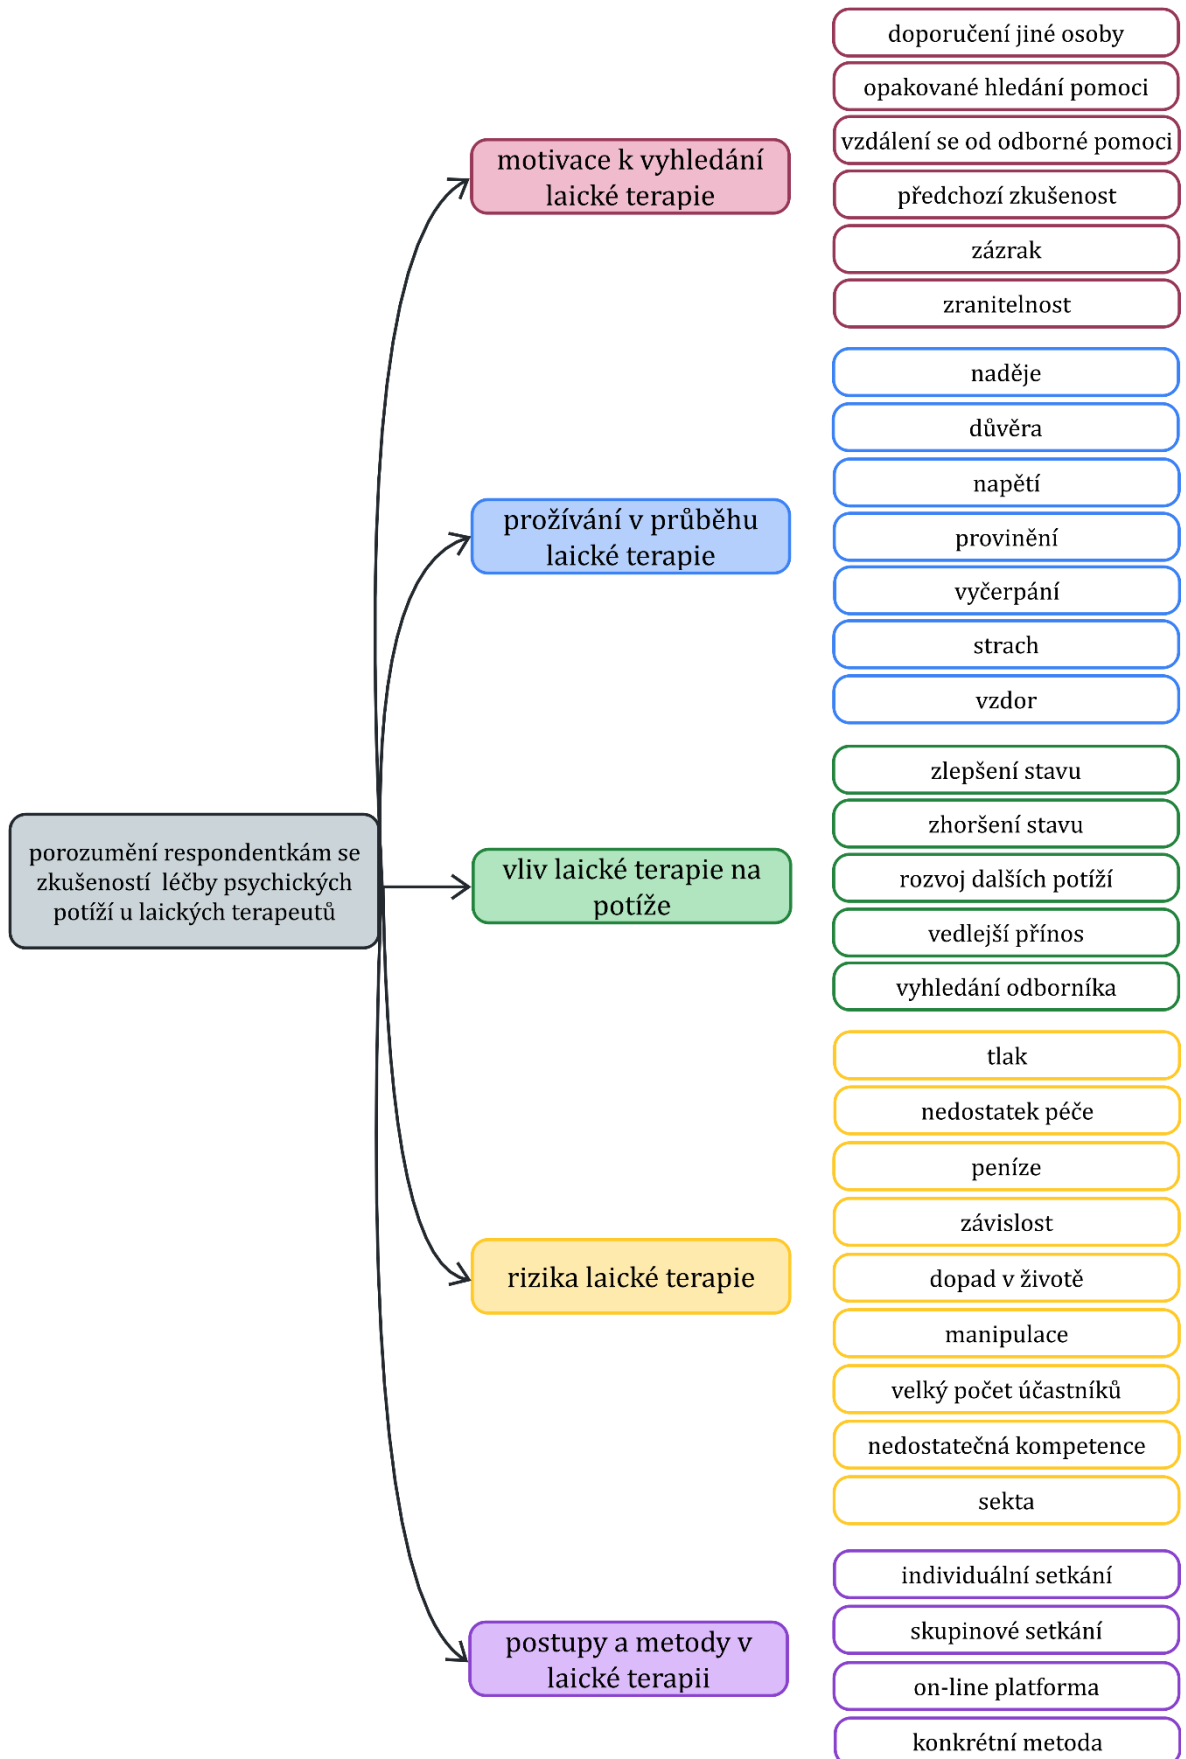 porozumění respondentkám se
zkušeností léčby psychických
potíží u laických terapeutů
motivace k vyhledání
laické terapie
doporučení jiné osoby
opakované hledání pomoci
vzdálení se od odborné pomoci
předchozí zkušenost
zázrak
zranitelnost
prožívání v průběhu
laické terapie
naděje
důvěra
napětí
provinění
vyčerpání
strach
vzdor
vliv laické terapie na
potíže
zlepšení stavu
zhoršení stavu
rozvoj dalších potíží
vedlejší přínos
vyhledání odborníka
rizika laické terapie
tlak
nedostatek péče
peníze
závislost
dopad v životě
manipulace
velký počet účastníků
nedostatečná kompetence
sekta
postupy a metody v
laické terapii
individuální setkání
skupinové setkání
on-line platforma
konkrétní metoda